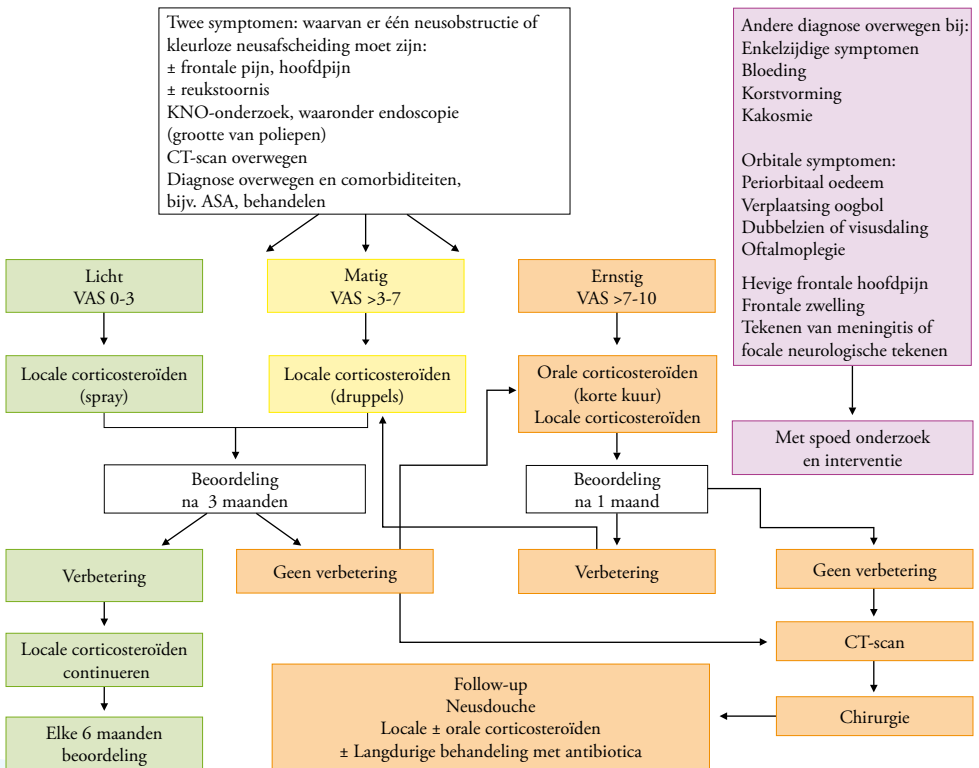 Twee symptomen: waarvan er één neusobstructie of
kleurloze neusafscheiding moet zijn:
± frontale pijn, hoofdpijn
± reukstoornis
KNO-onderzoek, waaronder endoscopie
(grootte van poliepen)
CT-scan overwegen
Diagnose overwegen en comorbiditeiten,
bijv. ASA, behandelen
Andere diagnose overwegen bij:
Enkelzijdige symptomen
Bloeding
Korstvorming
Kakosmie
Orbitale symptomen:
Periorbitaal oedeem
Verplaatsing oogbol
Dubbelzien of visusdaling
Oftalmoplegie
Hevige frontale hoofdpijn
Frontale zwelling
Tekenen van meningitis of
focale neurologische tekenen
Licht
VAS 0-3
Matig
VAS >3-7
Ernstig
VAS >7-10
Locale corticosteroïden
(spray)
Locale corticosteroïden
(druppels)
Orale corticosteroïden
(korte kuur)
Locale corticosteroïden
Met spoed onderzoek
en interventie
Beoordeling
na 3 maanden
Beoordeling
na 1 maand
Verbetering
Geen verbetering
Verbetering
Geen verbetering
Locale corticosteroïden
continueren
CT-scan
Elke 6 maanden
beoordeling
Follow-up
Neusdouche
Locale ± orale corticosteroïden
± Langdurige behandeling met antibiotica
Chirurgie